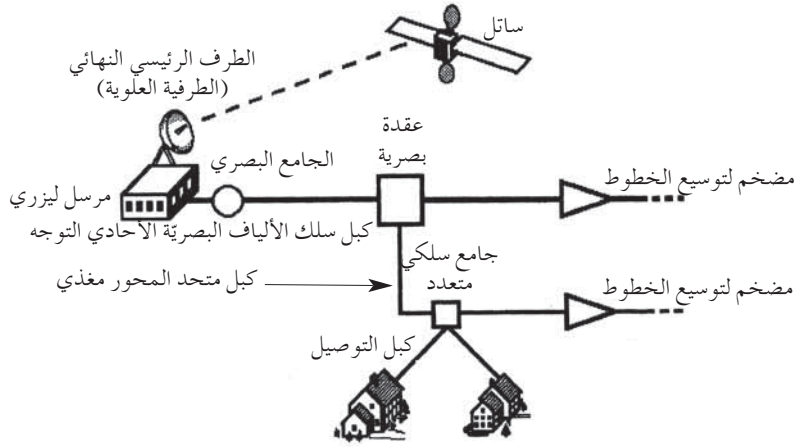 ساتل
الطرف الرئيسي النهائي
(الطرفية العلوية)
عقدة
بصرية
الجامع البصري
مضخم لتوسيع الخطوط
مرسل ليزري
كبل سلك الألياف البصريّة الأحادي التوجه
جامع سلكي
متعدد
كبل متحد المحور مغذي
مضخم لتوسيع الخطوط
كبل التوصيل